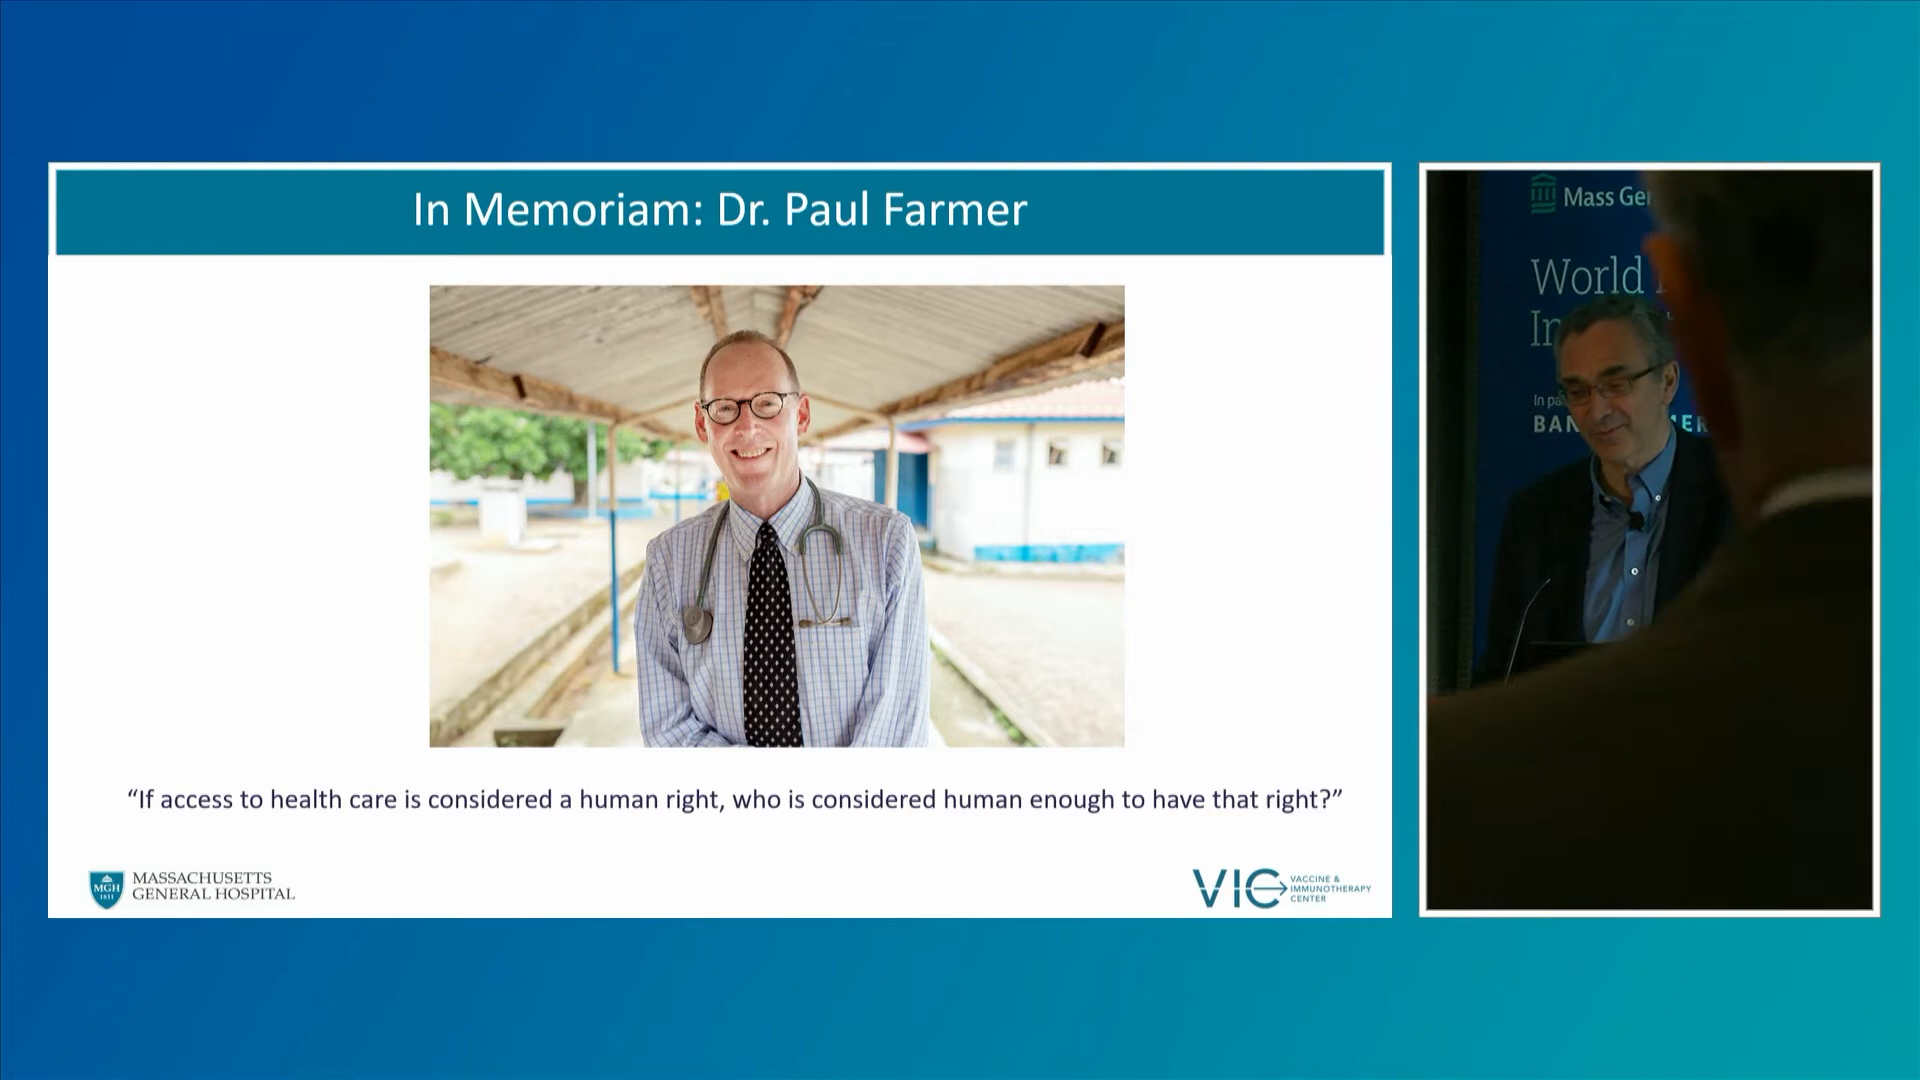 In Memoriam: Dr. Paul Farmer
“If access to health care is considered a human right, who is considered human enough to have that right?”
MGH
1811
MASSACHUSETTS
GENERAL HOSPITAL
VIC
VACCINE &
IMMUNOTHERAPY
CENTER
Mass Ge
World
In
In pa
BAN ER